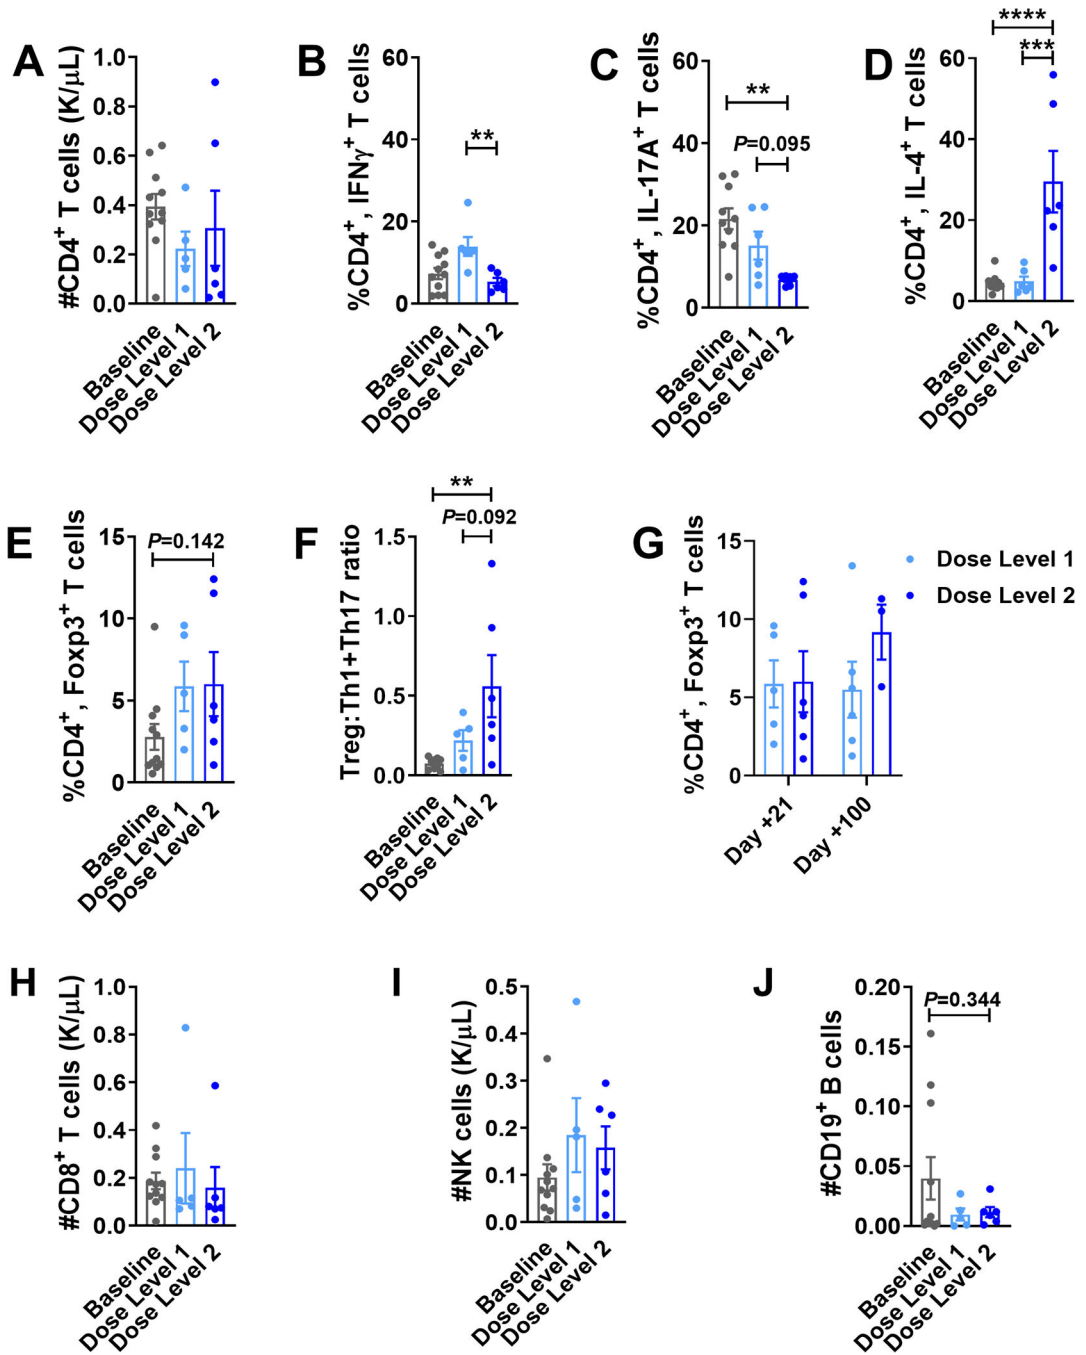 A
#CD4+ T cells (K/μL)
1.0
0.8
0.6
0.4
0.2
0.0
Baseline
Dose Level 1
Dose Level 2
B
%CD4+, IFNγ+ T cells
60
40
20
0
**
Baseline
Dose Level 1
Dose Level 2
C
%CD4+, IL-17A+ T cells
60
40
20
0
**
P=0.095
Baseline
Dose Level 1
Dose Level 2
D
%CD4+, IL-4+ T cells
60
40
20
0
****
***
Baseline
Dose Level 1
Dose Level 2
E
%CD4+, Foxp3+ T cells
15
10
5
0
P=0.142
Baseline
Dose Level 1
Dose Level 2
F
Treg:Th1+Th17 ratio
1.5
1.0
0.5
0.0
**
P=0.092
Baseline
Dose Level 1
Dose Level 2
G
%CD4+, Foxp3+ T cells
15
10
5
0
Day +21
Day +100
Dose Level 1
Dose Level 2
H
#CD8+ T cells (K/μL)
1.0
0.8
0.6
0.4
0.2
0.0
Baseline
Dose Level 1
Dose Level 2
I
#NK cells (K/μL)
0.5
0.4
0.3
0.2
0.1
0.0
Baseline
Dose Level 1
Dose Level 2
J
#CD19+ B cells
0.20
0.15
0.10
0.05
0.00
P=0.344
Baseline
Dose Level 1
Dose Level 2